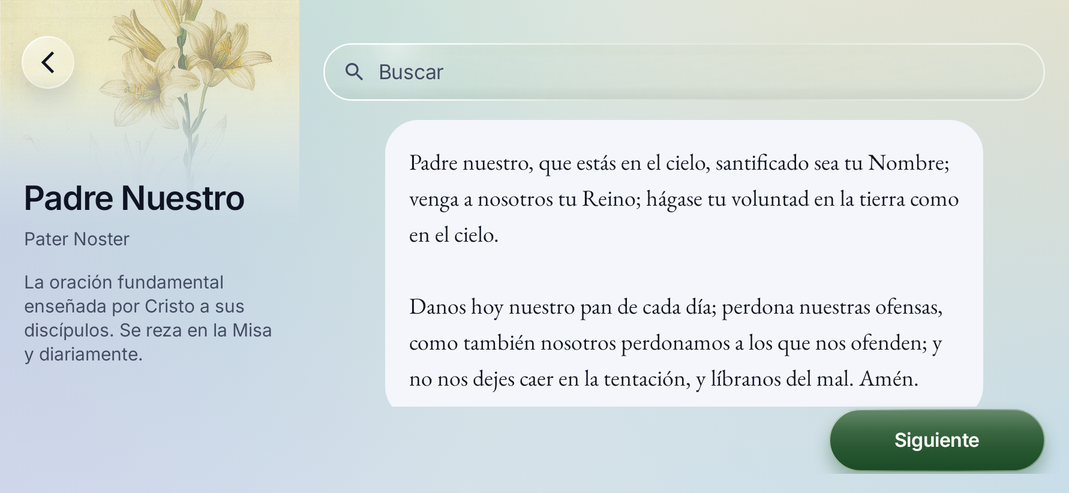 Padre Nuestro
Pater Noster
La oración fundamental
enseñada por Cristo a sus
discípulos. Se reza en la Misa
y diariamente.
Buscar
Padre nuestro, que estás en el cielo, santificado sea tu Nombre;
venga a nosotros tu Reino; hágase tu voluntad en la tierra como
en el cielo.
Danos hoy nuestro pan de cada día; perdona nuestras ofensas,
como también nosotros perdonamos a los que nos ofenden; y
no nos dejes caer en la tentación, y líbranos del mal. Amén.
Siguiente